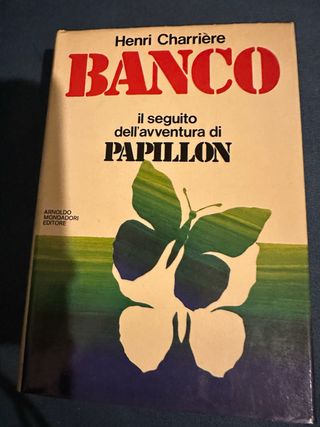 Henri Charrière
BANCO
il seguito
dell'avventura di
PAPILLON
ARNOLDO
MONDADORI
EDITORE